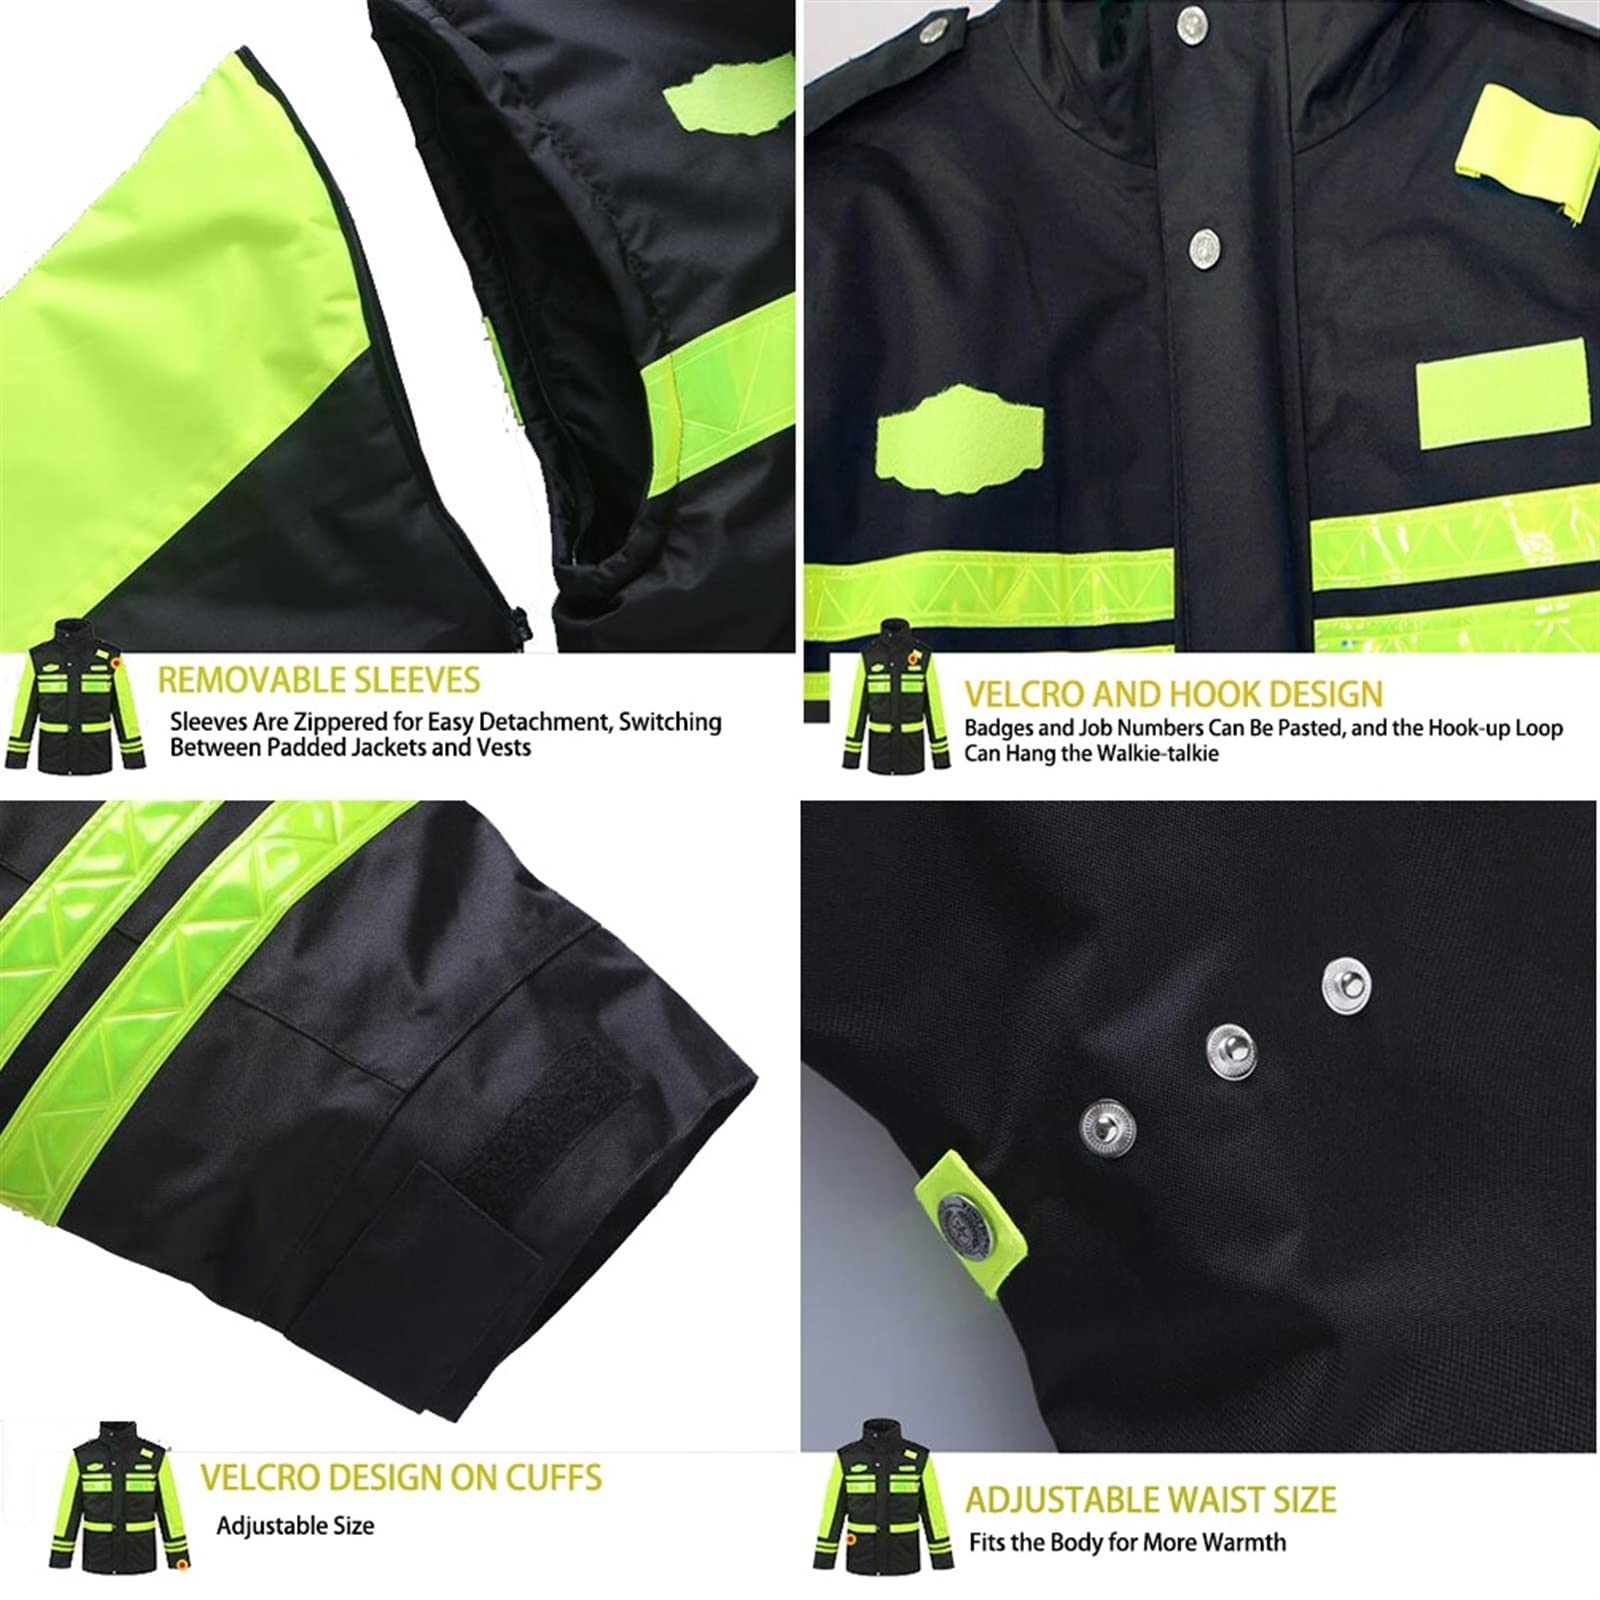 REMOVABLE SLEEVES
Sleeves Are Zippered for Easy Detachment, Switching
Between Padded Jackets and Vests
VELCRO AND HOOK DESIGN
Badges and Job Numbers Can Be Pasted, and the Hook-up Loop
Can Hang the Walkie-talkie
VELCRO DESIGN ON CUFFS
Adjustable Size
ADJUSTABLE WAIST SIZE
Fits the Body for More Warmth